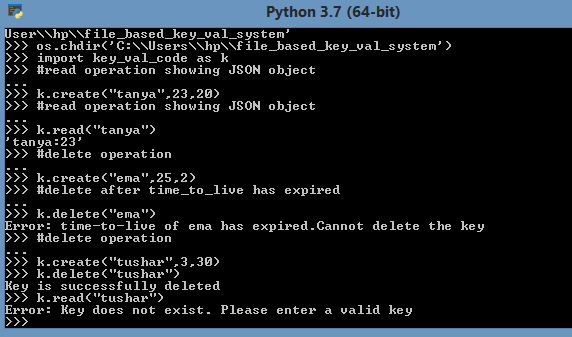 Python 3.7 (64-bit)
User\\hp\\file_based_key_val_system'
>>> os.chdir('C:\\Users\\hp\\file_based_key_val_system')
>>> import key_val_code as k
>>> #read operation showing JSON object
...
>>> k.create("tanya",23,20)
>>> #read operation showing JSON object
...
>>> k.read("tanya")
'tanya:23'
>>> #delete operation
...
>>> k.create("ema",25,2)
>>> #delete after time_to_live has expired
...
>>> k.delete("ema")
Error: time-to-live of ema has expired.Cannot delete the key
>>> #delete operation
...
>>> k.create("tushar",3,30)
>>> k.delete("tushar")
Key is successfully deleted
>>> k.read("tushar")
Error: Key does not exist. Please enter a valid key
>>>